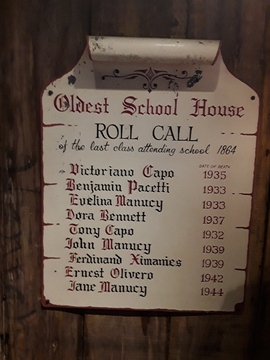 Oldest School House
ROLL CALL
of the last class attending school 1864
DATE OF DEATH
Victoriano Capo 1935
Benjamin Pacetti 1933
Evelina Manucy 1933
Dora Bennett 1937
Tony Capo 1932
John Manucy 1939
Ferdinand Ximanies 1939
Ernest Olivero 1942
Jane Manucy 1944